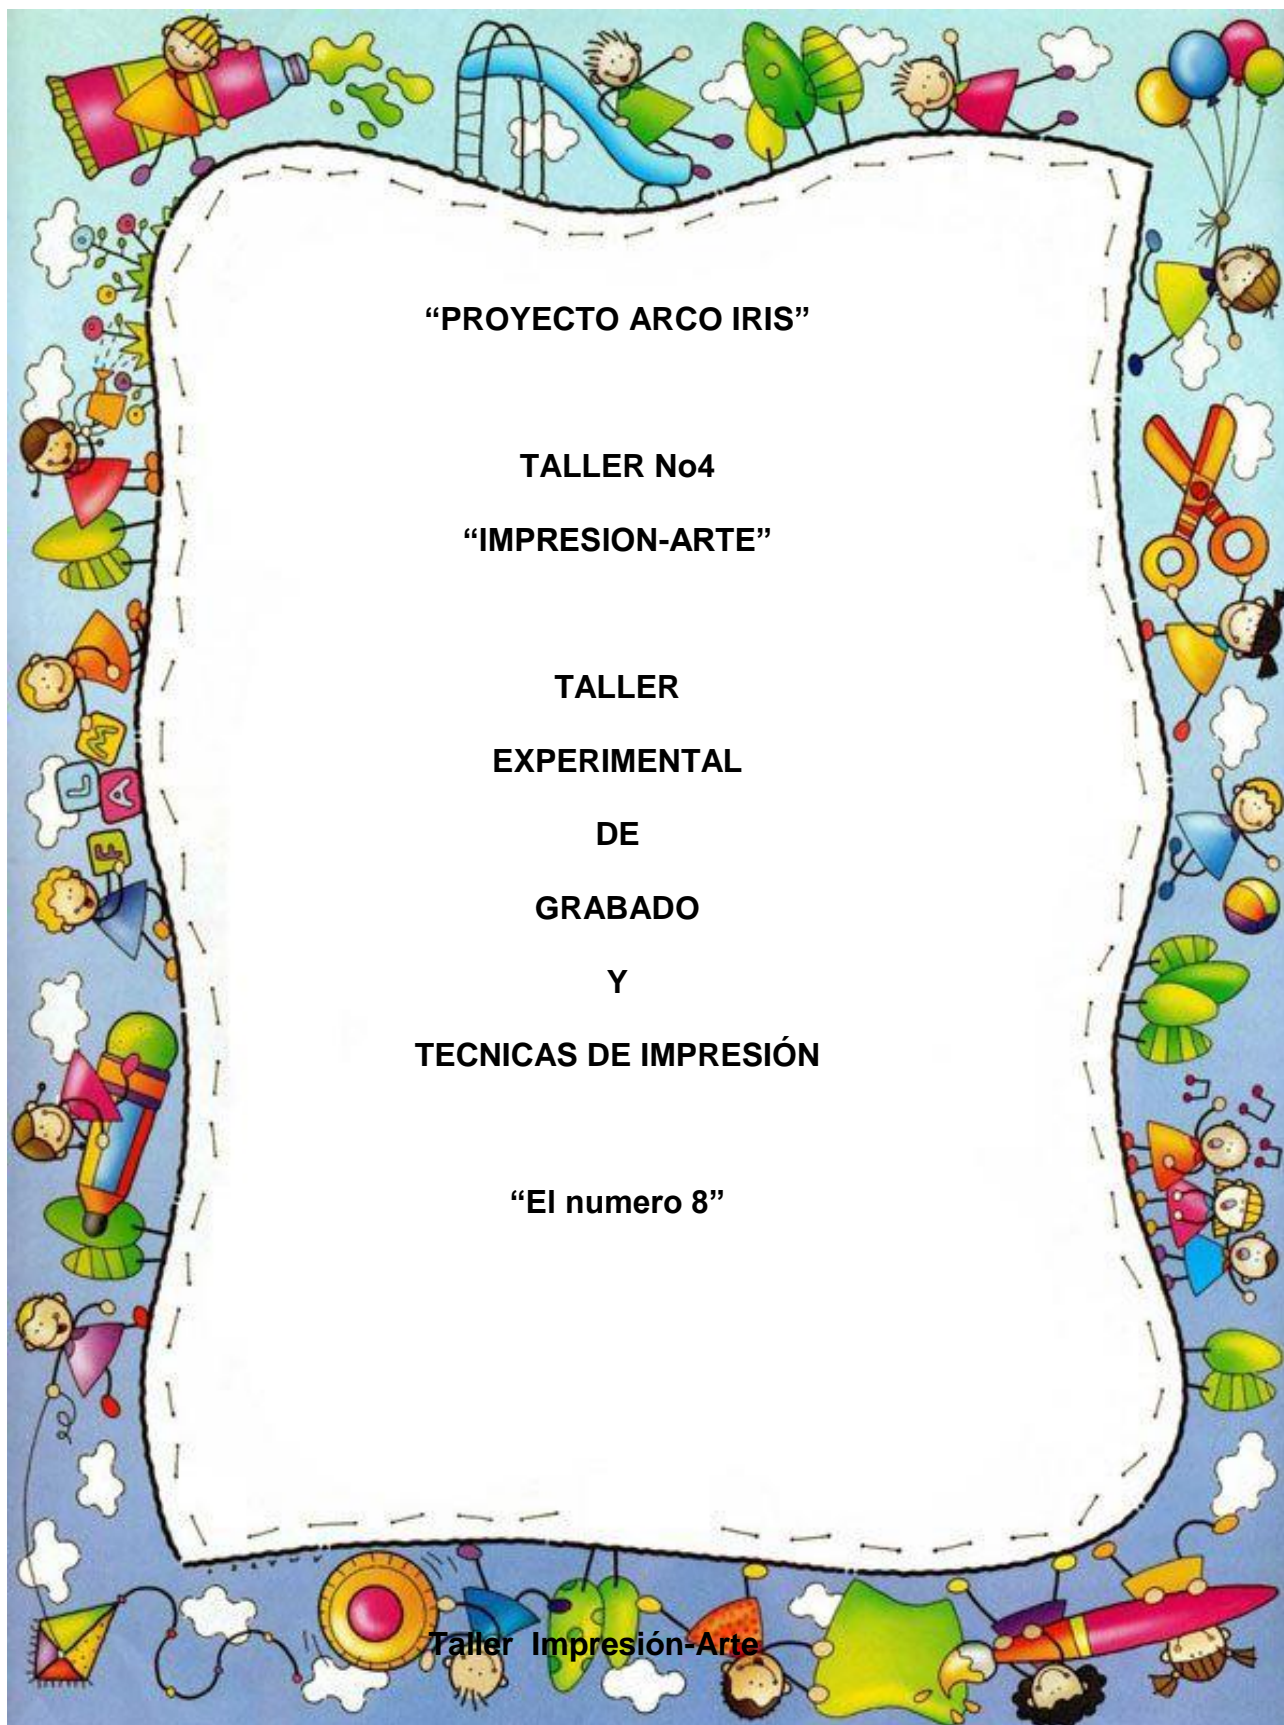 “PROYECTO ARCO IRIS”
TALLER No4
“IMPRESION-ARTE”
TALLER
EXPERIMENTAL
DE
GRABADO
Y
TECNICAS DE IMPRESIÓN
“El numero 8”
M
L
A
F
Taller Impresión-Arte